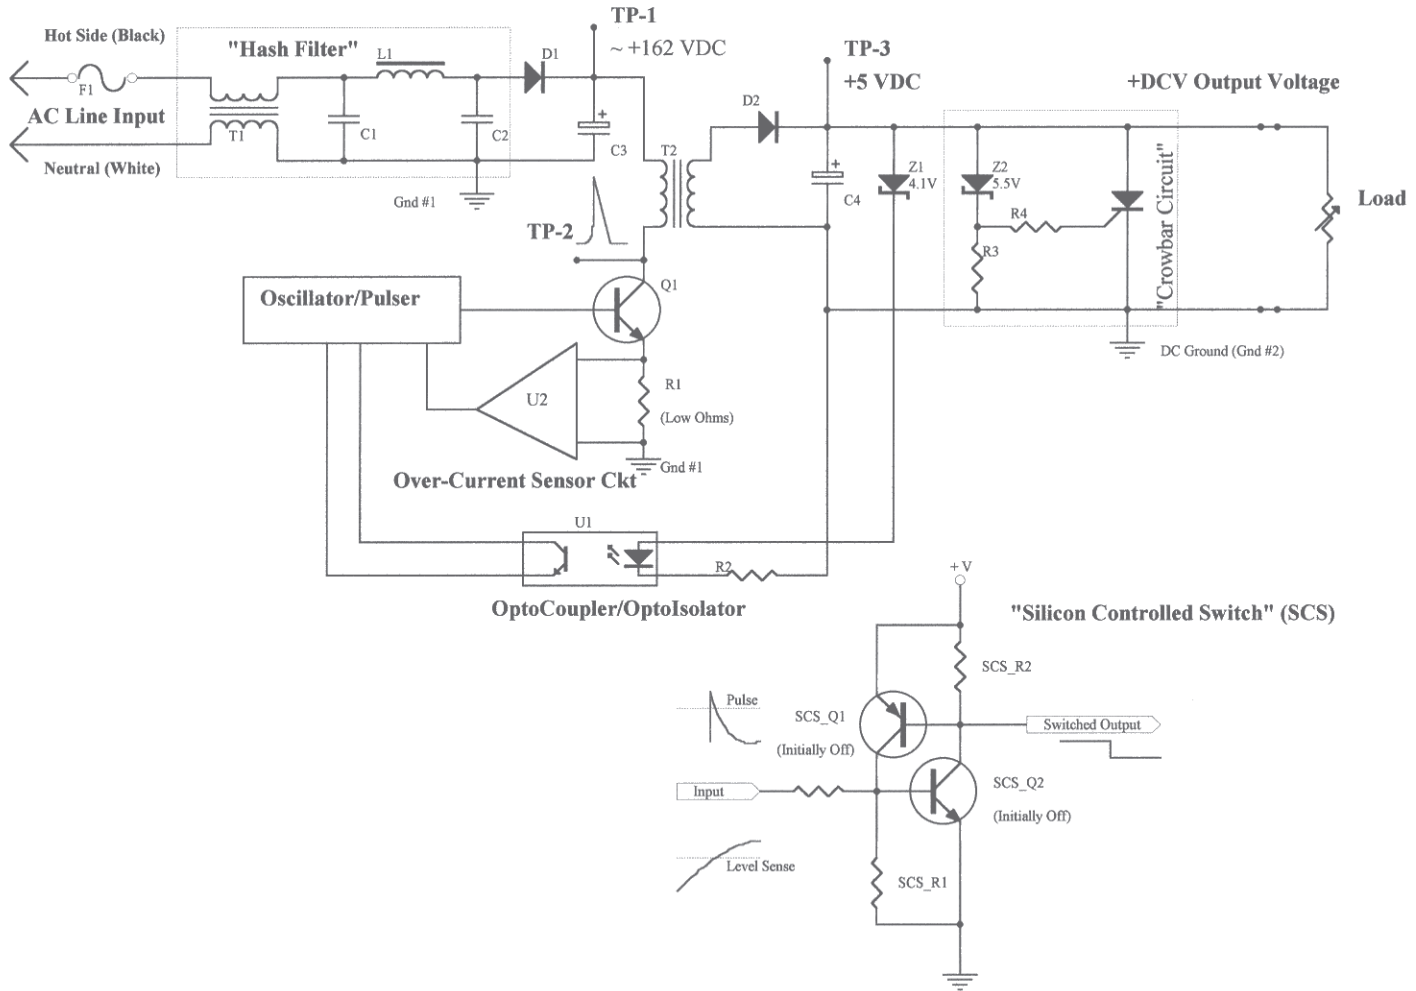 Hot Side (Black)
"Hash Filter"
L1
D1
TP-1
~ +162 VDC
TP-3
+5 VDC
+DCV Output Voltage
F1
AC Line Input
T1
C1
C2
C3
D2
Neutral (White)
Gnd #1
T2
C4
Z1
4.1V
Z2
5.5V
R4
R3
"Crowbar Circuit"
Load
TP-2
Q1
Oscillator/Pulser
DC Ground (Gnd #2)
U2
R1
(Low Ohms)
Gnd #1
Over-Current Sensor Ckt
U1
R2
OptoCoupler/OptoIsolator
+ V
"Silicon Controlled Switch" (SCS)
SCS_R2
Pulse
SCS_Q1
(Initially Off)
Switched Output
Input
SCS_Q2
(Initially Off)
Level Sense
SCS_R1